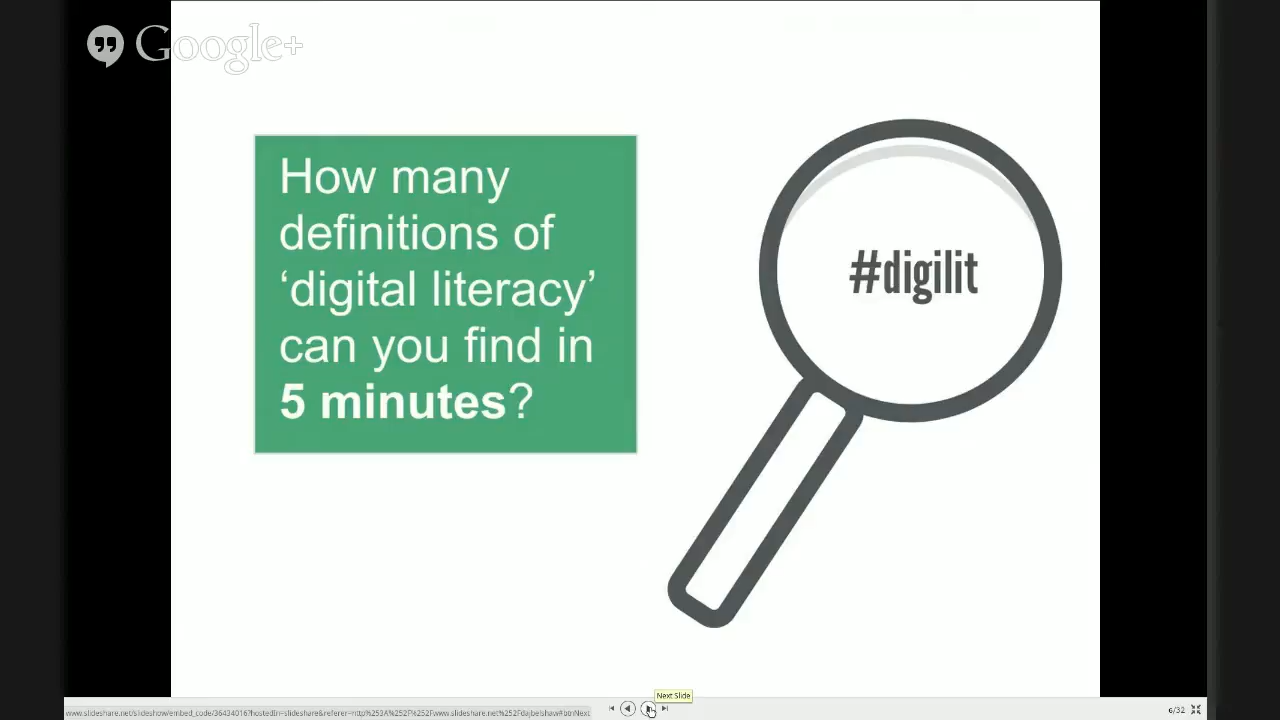 Google+
How many
definitions of
‘digital literacy’
can you find in
5 minutes?
#digilit
Next Slide
6/32